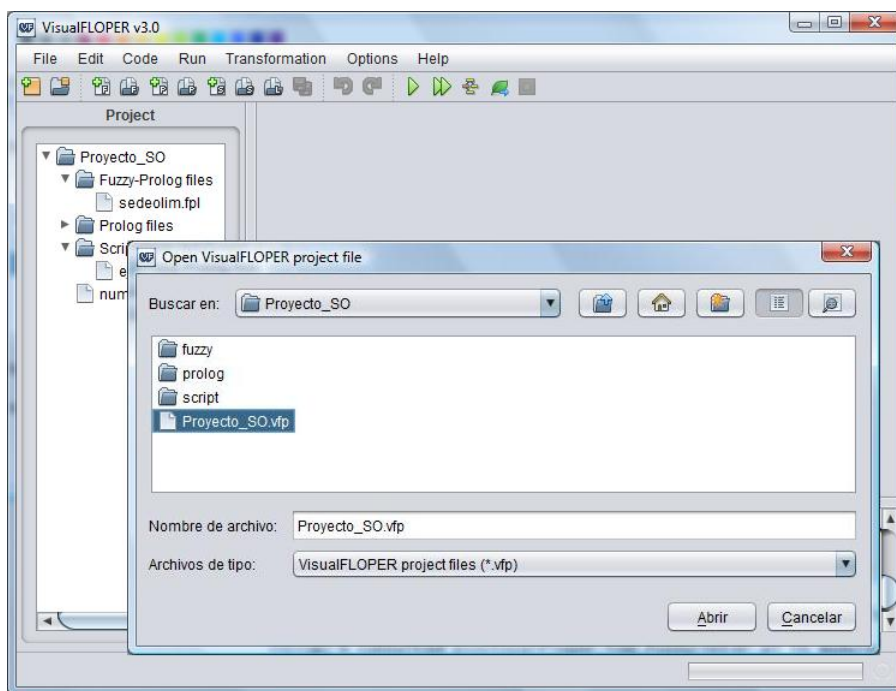 VisualFLOPER v3.0
File Edit Code Run Transformation Options Help
Project
Proyecto_SO
Fuzzy-Prolog files
sedeolim.fpl
Prolog files
Open VisualFLOPER project file
Buscar en: Proyecto_SO
fuzzy
prolog
script
Proyecto_SO.vfp
Nombre de archivo: Proyecto_SO.vfp
Archivos de tipo: VisualFLOPER project files (*.vfp)
Abrir Cancelar